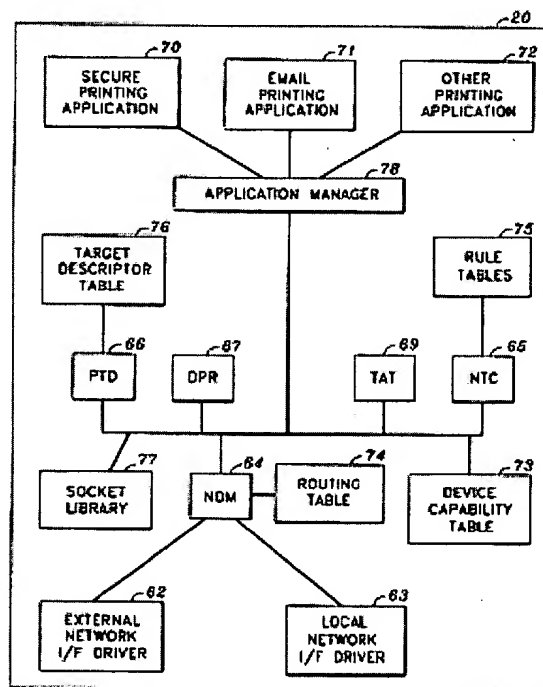 20
70
71
72
SECURE
PRINTING
APPLICATION
EMAIL
PRINTING
APPLICATION
OTHER
PRINTING
APPLICATION
78
APPLICATION MANAGER
76
75
TARGET
DESCRIPTOR
TABLE
RULE
TABLES
66
67
69
65
PTD
DPR
TAT
NTC
77
64
74
73
SOCKET
LIBRARY
NDM
ROUTING
TABLE
DEVICE
CAPABILITY
TABLE
62
63
EXTERNAL
NETWORK
I/F DRIVER
LOCAL
NETWORK
I/F DRIVER